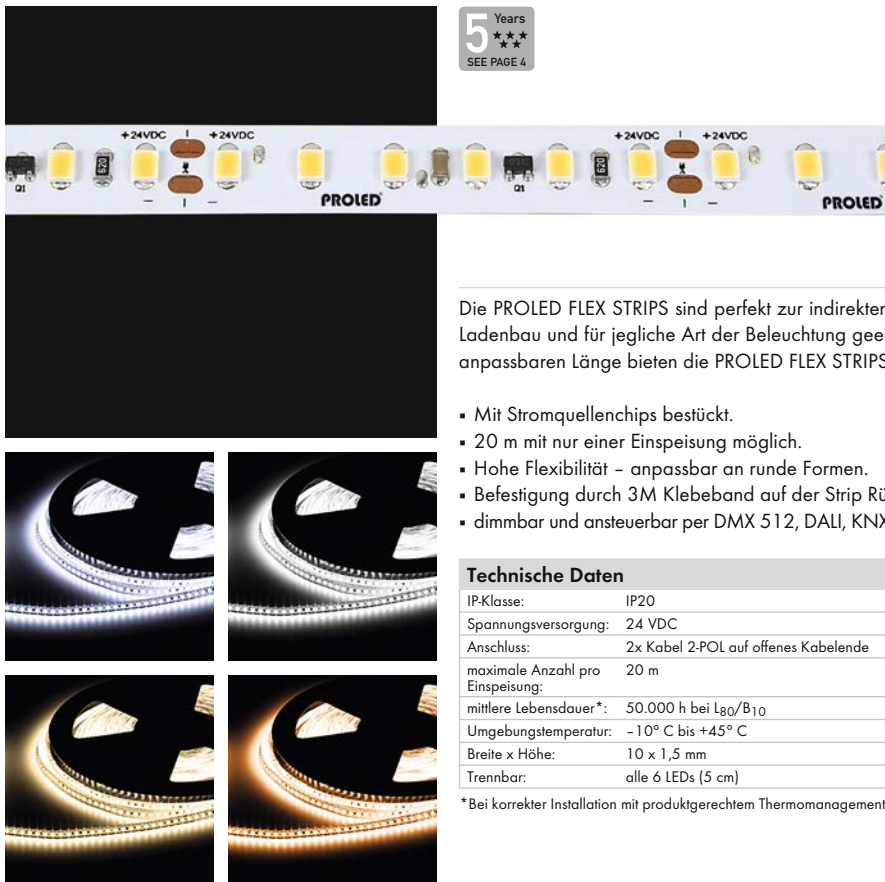 5 Years
SEE PAGE 4
+24VDC +24VDC +24VDC +24VDC
620 620
Q1 Q1
PROLED PROLED
Die PROLED FLEX STRIPS sind perfekt zur indirekten
Ladenbau und für jegliche Art der Beleuchtung gee
anpassbaren Länge bieten die PROLED FLEX STRIPS
▪ Mit Stromquellenchips bestückt.
▪ 20 m mit nur einer Einspeisung möglich.
▪ Hohe Flexibilität – anpassbar an runde Formen.
▪ Befestigung durch 3M Klebeband auf der Strip Rü
▪ dimmbar und ansteuerbar per DMX 512, DALI, KNX
Technische Daten
IP-Klasse: IP20
Spannungsversorgung: 24 VDC
Anschluss: 2x Kabel 2-POL auf offenes Kabelende
maximale Anzahl pro 20 m
Einspeisung:
mittlere Lebensdauer*: 50.000 h bei L80/B10
Umgebungstemperatur: –10° C bis +45° C
Breite x Höhe: 10 x 1,5 mm
Trennbar: alle 6 LEDs (5 cm)
*Bei korrekter Installation mit produktgerechtem Thermomanagement